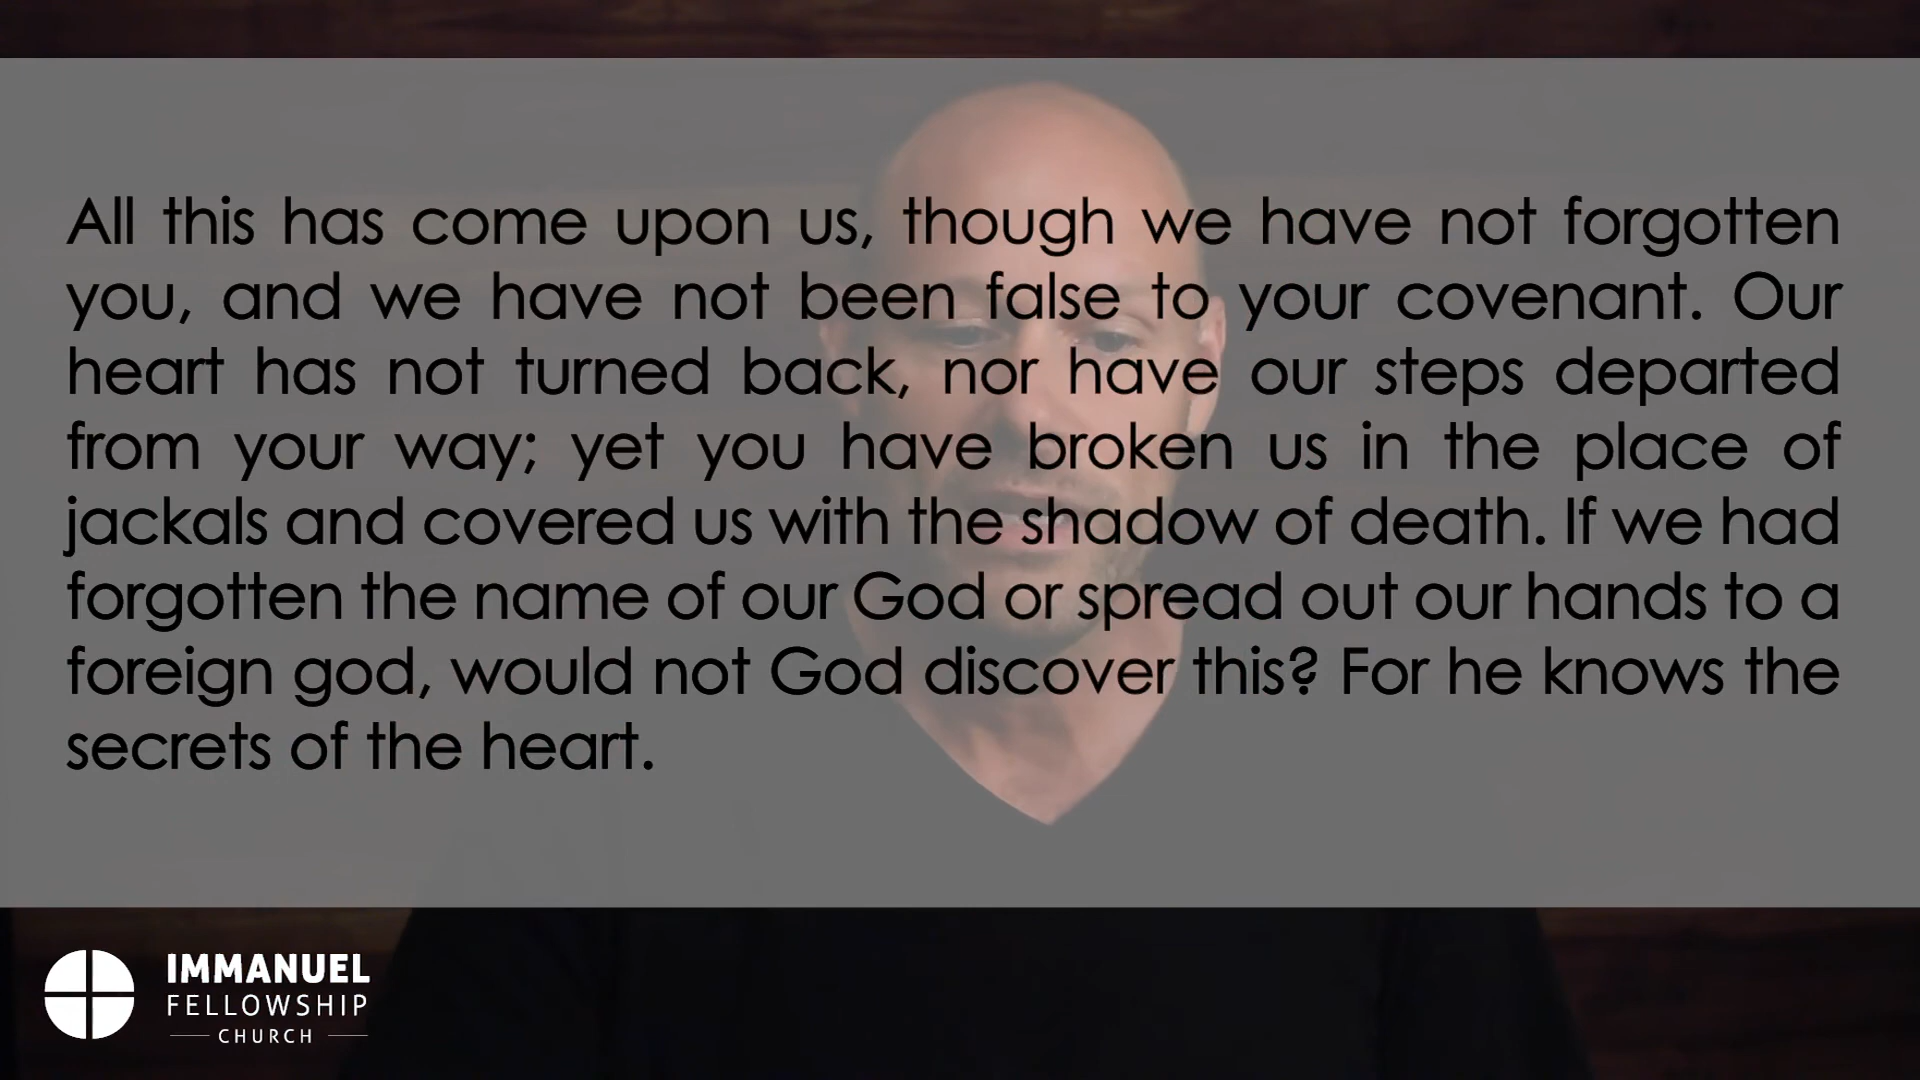 All this has come upon us, though we have not forgotten
you, and we have not been false to your covenant. Our
heart has not turned back, nor have our steps departed
from your way; yet you have broken us in the place of
jackals and covered us with the shadow of death. If we had
forgotten the name of our God or spread out our hands to a
foreign god, would not God discover this? For he knows the
secrets of the heart.
IMMANUEL
FELLOWSHIP
CHURCH